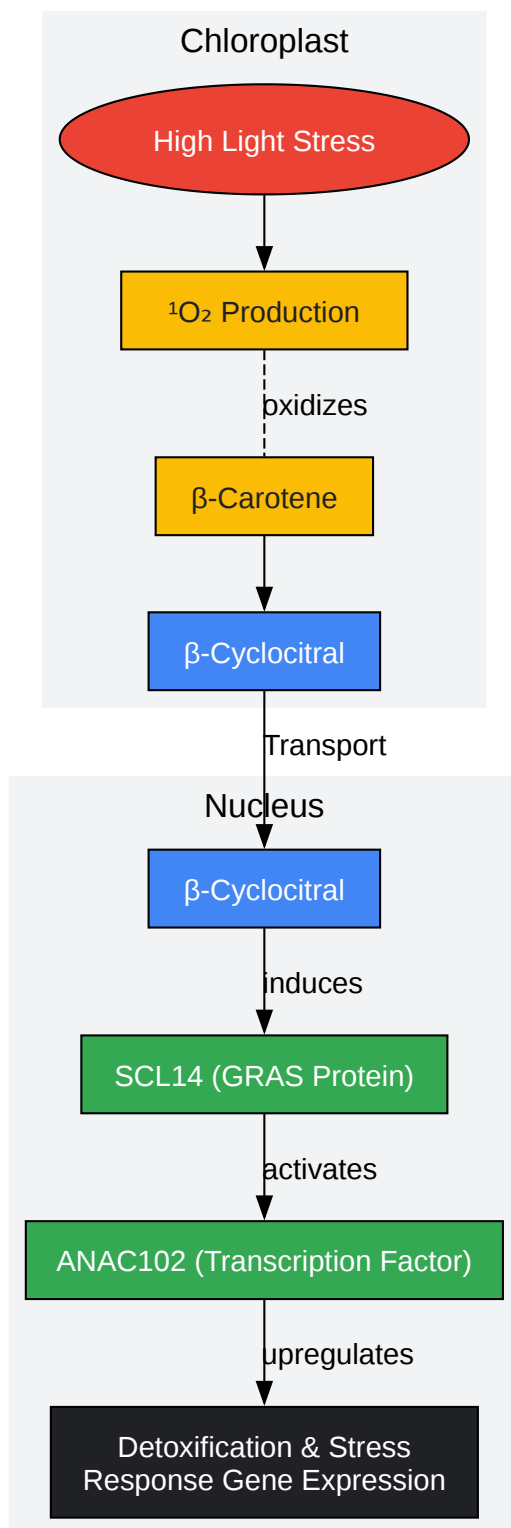 Chloroplast
High Light Stress
¹O₂ Production
oxidizes
β-Carotene
β-Cyclocitral
Transport
Nucleus
β-Cyclocitral
induces
SCL14 (GRAS Protein)
activates
ANAC102 (Transcription Factor)
upregulates
Detoxification & Stress
Response Gene Expression